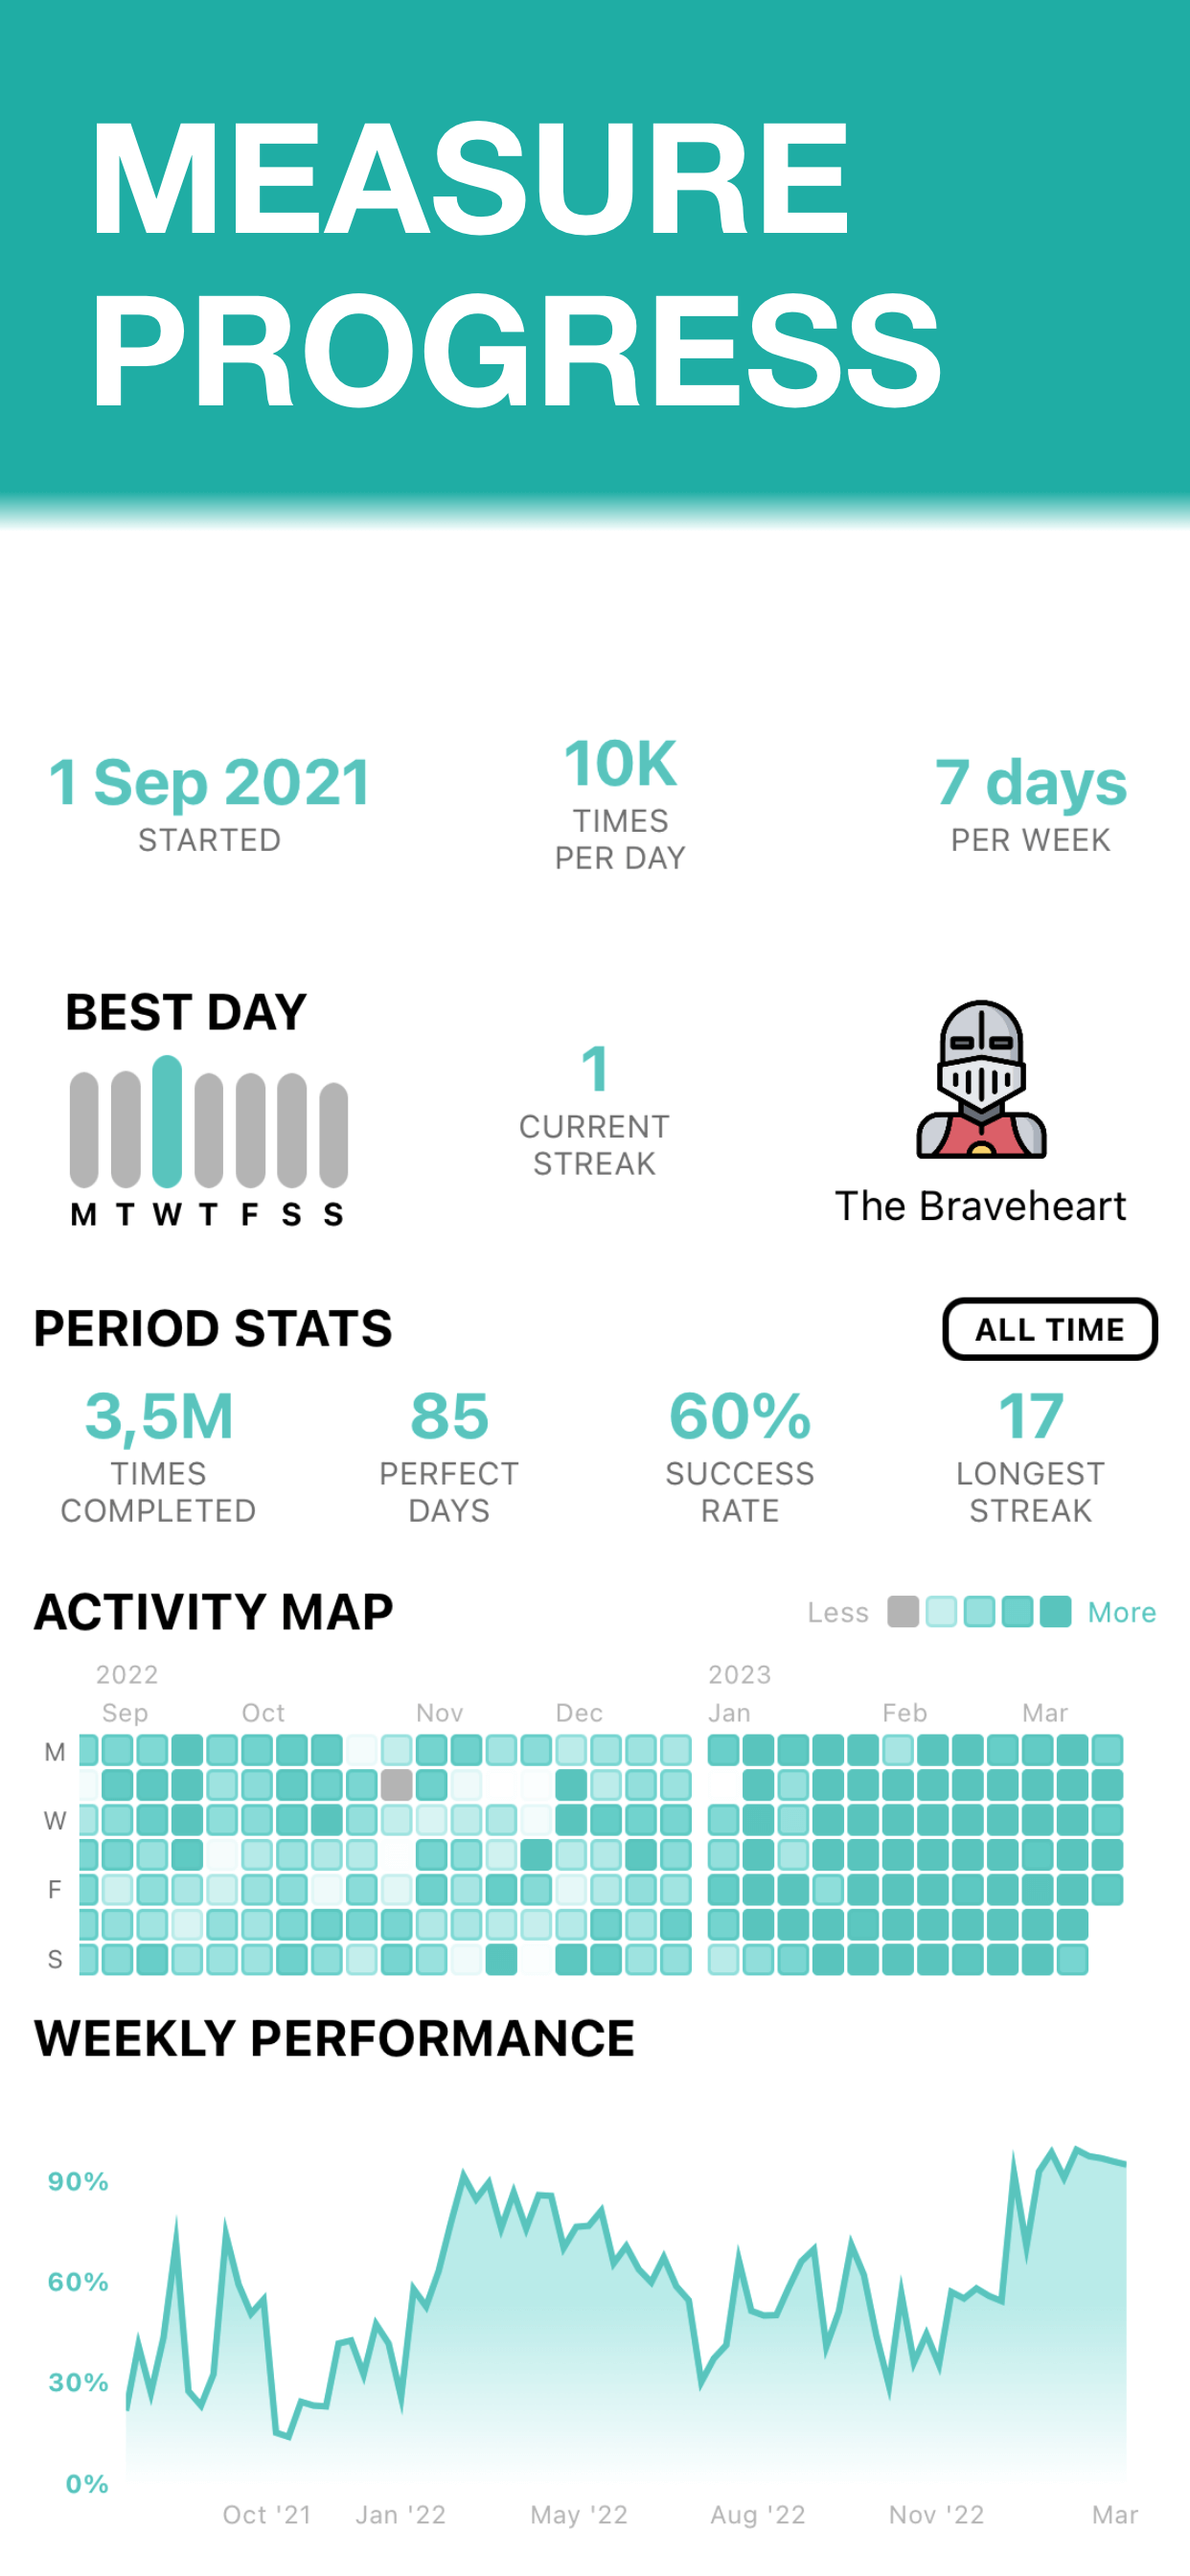 MEASURE
PROGRESS
1 Sep 2021
STARTED
10K
TIMES
PER DAY
7 days
PER WEEK
BEST DAY
M T W T F S S
1
CURRENT
STREAK
The Braveheart
PERIOD STATS
ALL TIME
3,5M
TIMES
COMPLETED
85
PERFECT
DAYS
60%
SUCCESS
RATE
17
LONGEST
STREAK
ACTIVITY MAP
Less More
2022 2023
Sep Oct Nov Dec Jan Feb Mar
M
W
F
S
WEEKLY PERFORMANCE
90%
60%
30%
0%
Oct '21 Jan '22 May '22 Aug '22 Nov '22 Mar